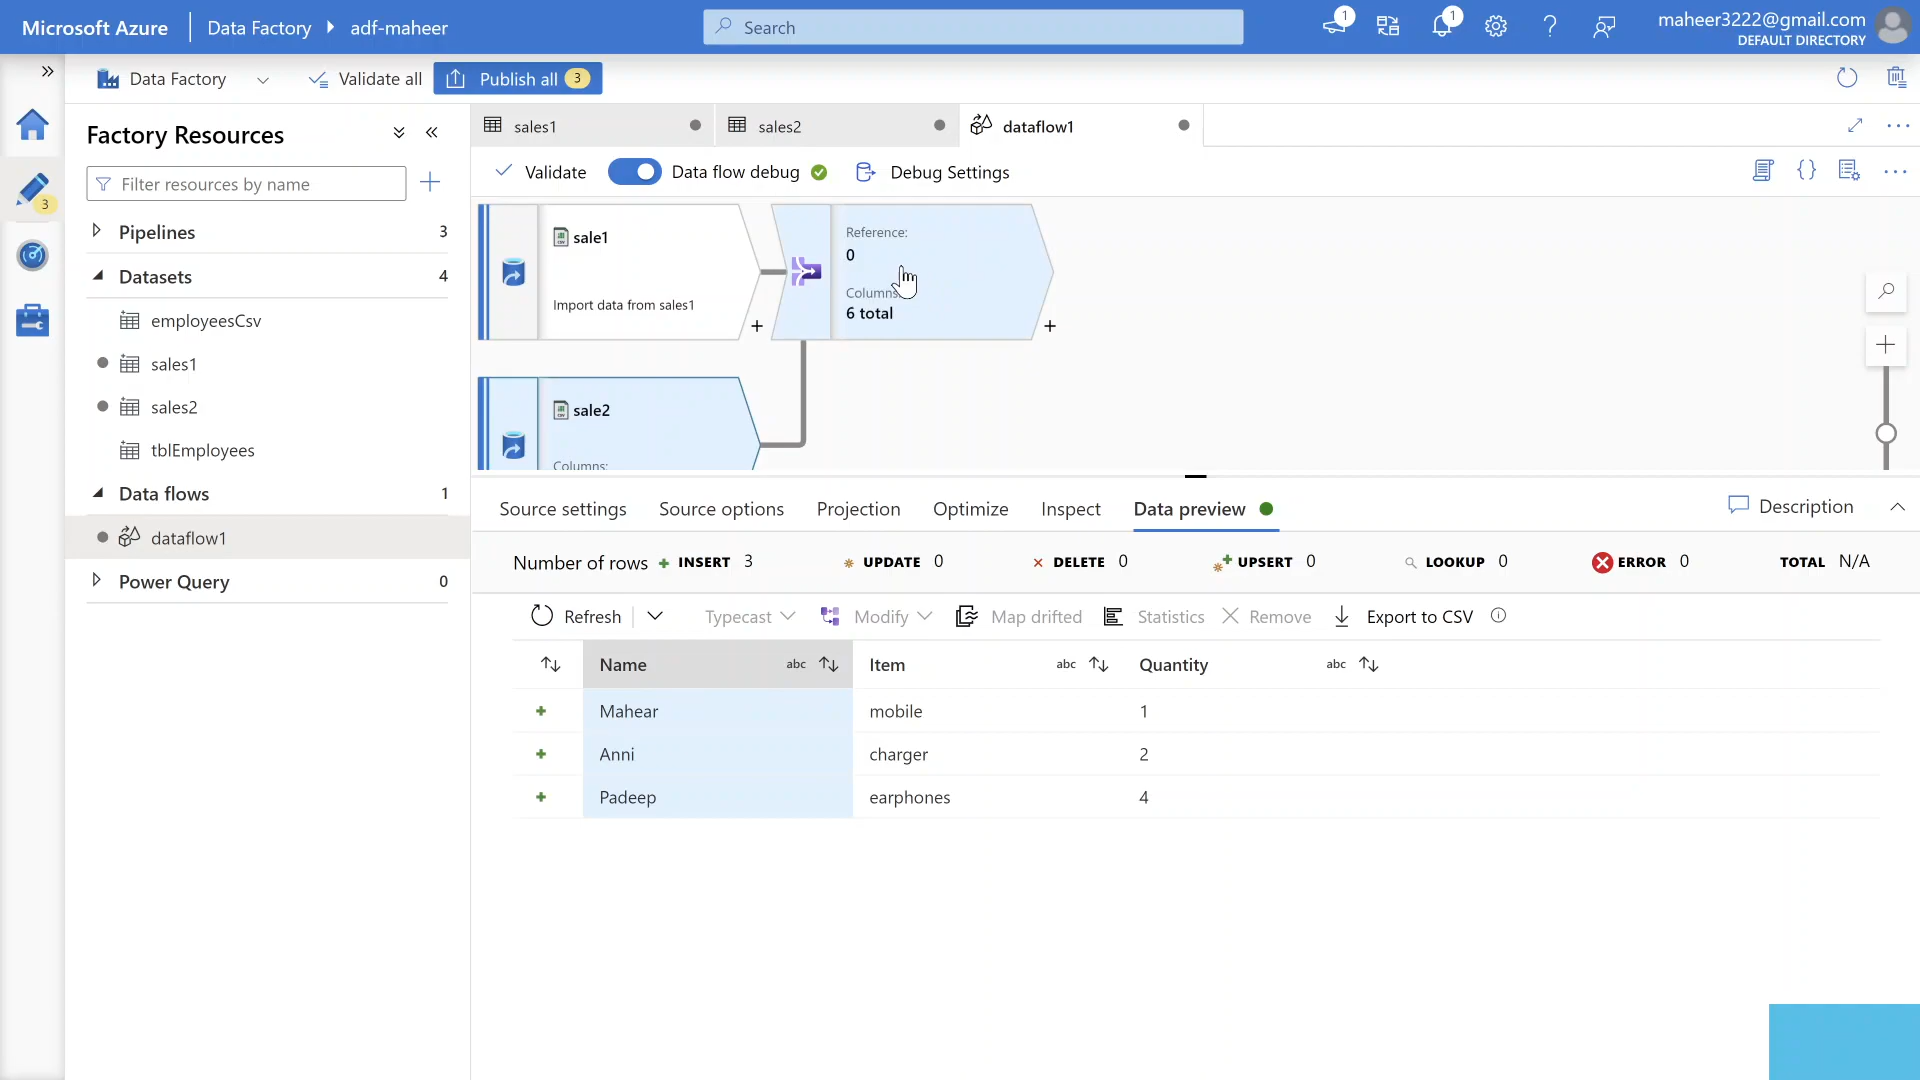 Microsoft Azure
Data Factory
adf-maheer
Search
1
1
maheer3222@gmail.com
DEFAULT DIRECTORY
Data Factory
Validate all
Publish all
3
3
Factory Resources
Filter resources by name
Pipelines
3
Datasets
4
employeesCsv
sales1
sales2
tblEmployees
Data flows
1
dataflow1
Power Query
0
sales1
sales2
dataflow1
Validate
Data flow debug
Debug Settings
sale1
Import data from sales1
Reference:
0
Columns:
6 total
sale2
Columns:
Source settings
Source options
Projection
Optimize
Inspect
Data preview
Description
Number of rows
INSERT 3
UPDATE 0
DELETE 0
UPSERT 0
LOOKUP 0
ERROR 0
TOTAL N/A
Refresh
Typecast
Modify
Map drifted
Statistics
Remove
Export to CSV
Name abc
Item abc
Quantity abc
Mahear mobile 1
Anni charger 2
Padeep earphones 4